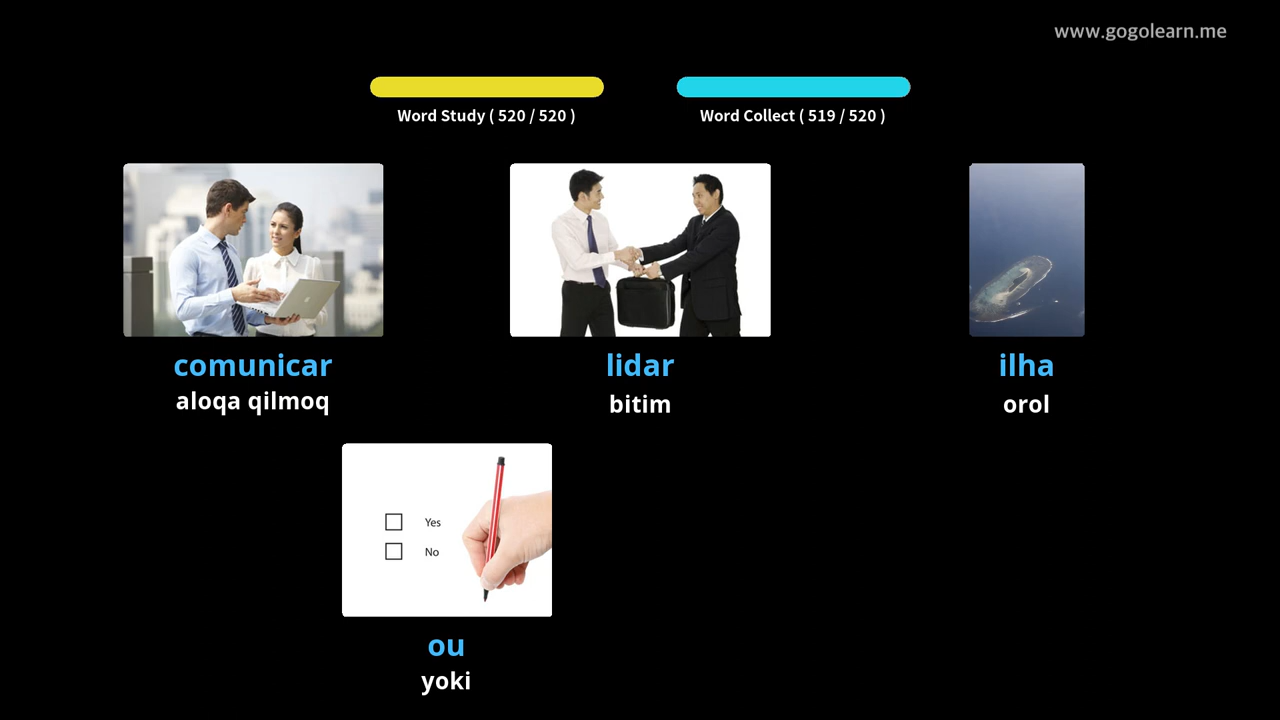 www.gogolearn.me
Word Study ( 520 / 520 )
Word Collect ( 519 / 520 )
comunicar
aloqa qilmoq
lidar
bitim
ilha
orol
Yes
No
ou
yoki